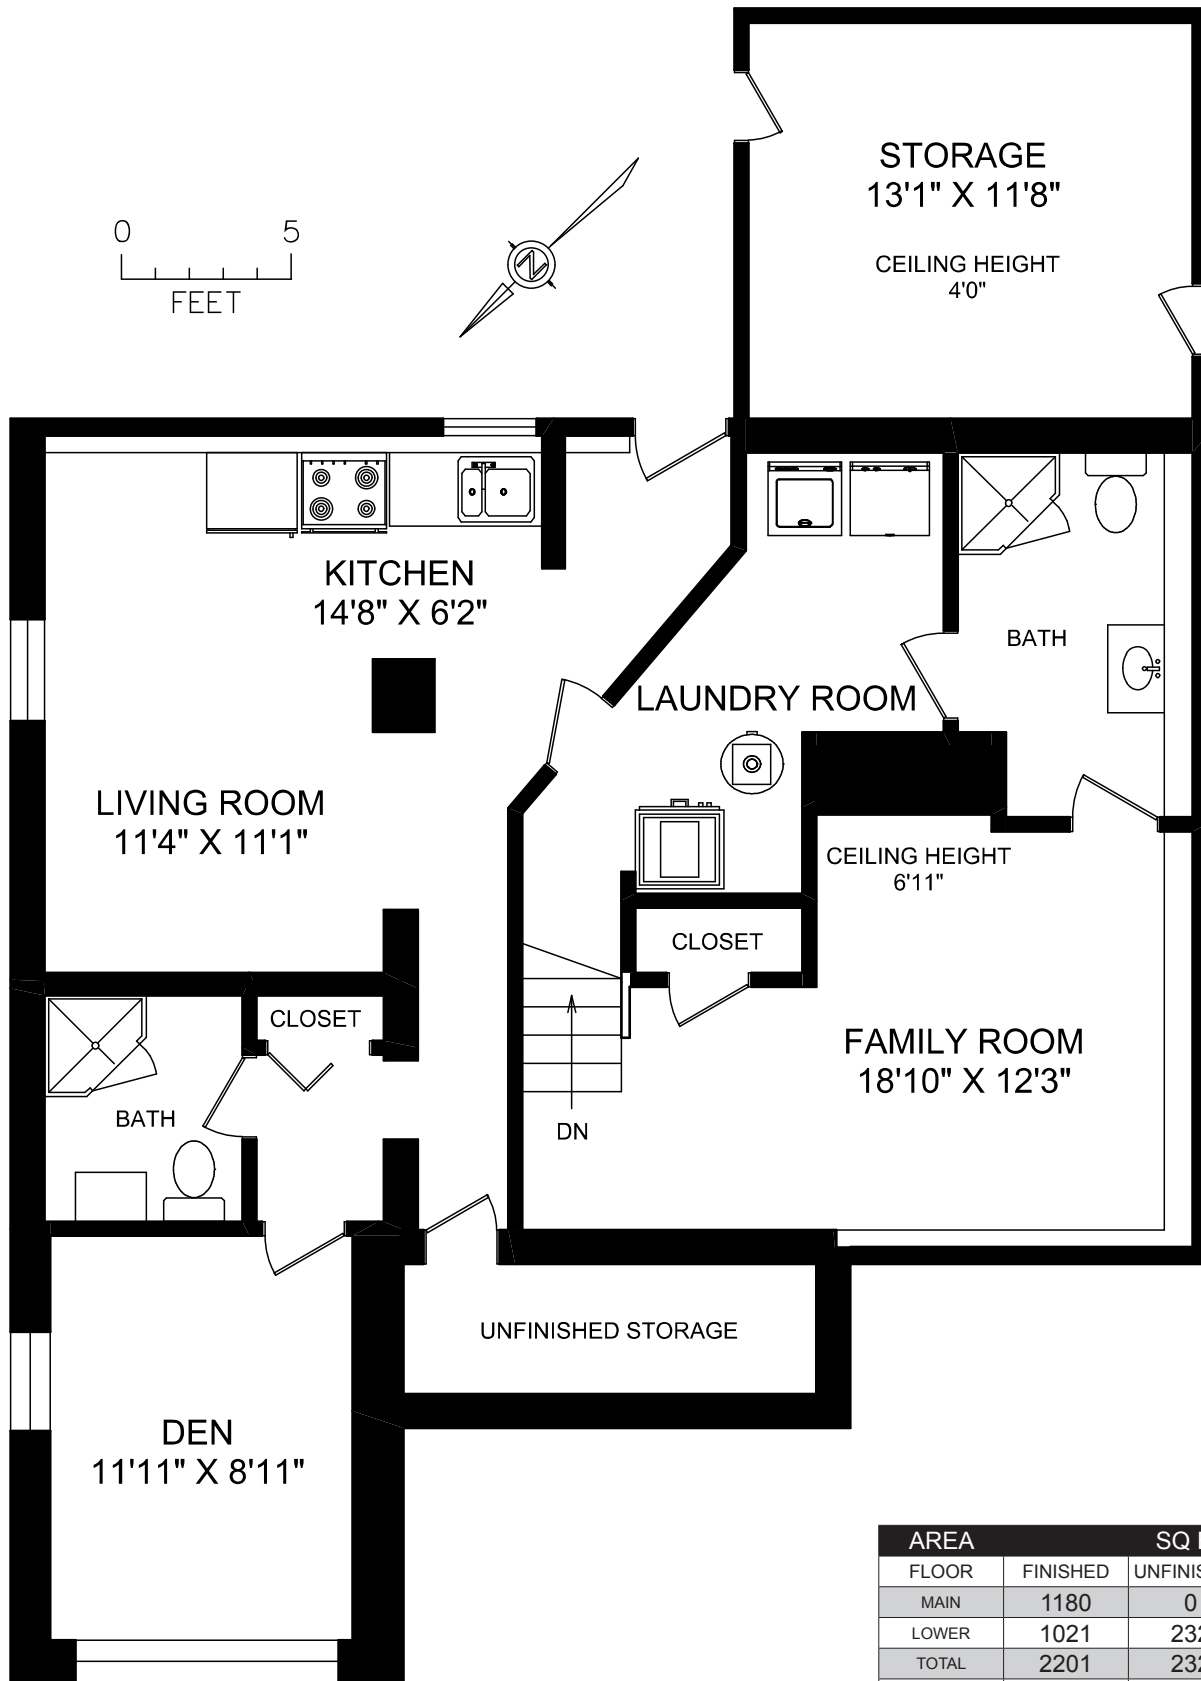 STORAGE
13'1" X 11'8"
CEILING HEIGHT
4'0"
0 5
FEET
N
KITCHEN
14'8" X 6'2"
BATH
LAUNDRY ROOM
LIVING ROOM
11'4" X 11'1"
CEILING HEIGHT
6'11"
CLOSET
CLOSET
FAMILY ROOM
18'10" X 12'3"
BATH
DN
UNFINISHED STORAGE
DEN
11'11" X 8'11"
AREA SQ
FLOOR FINISHED
MAIN 1180 0
LOWER 1021 232
TOTAL 2201 232